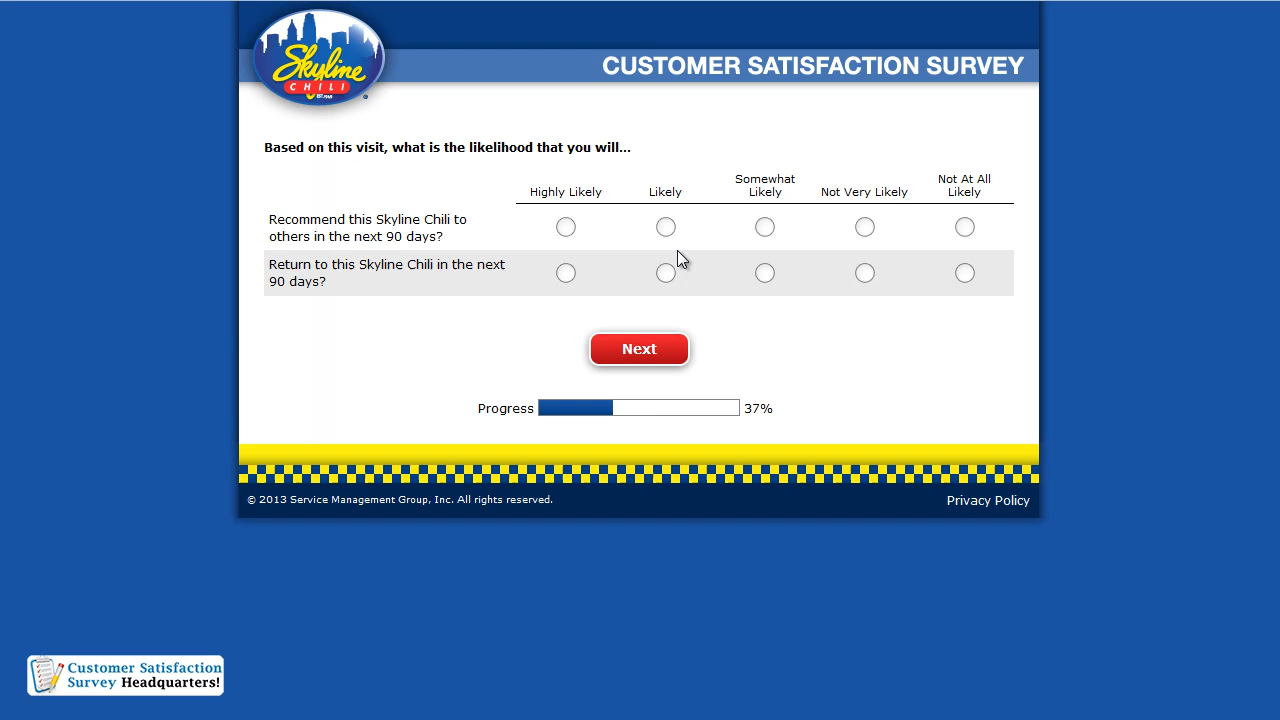 Skyline
CHILI
CUSTOMER SATISFACTION SURVEY
Based on this visit, what is the likelihood that you will...
Highly Likely
Likely
Somewhat
Likely
Not Very Likely
Not At All
Likely
Recommend this Skyline Chili to
others in the next 90 days?
Return to this Skyline Chili in the next
90 days?
Next
Progress 37%
© 2013 Service Management Group, Inc. All rights reserved.
Privacy Policy
Customer Satisfaction
Survey Headquarters!